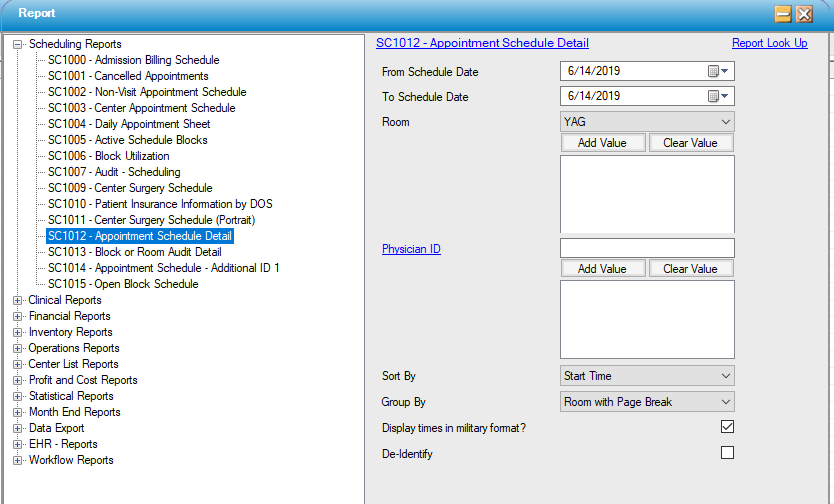 Report
Scheduling Reports
SC1000 - Admission Billing Schedule
SC1001 - Cancelled Appointments
SC1002 - Non-Visit Appointment Schedule
SC1003 - Center Appointment Schedule
SC1004 - Daily Appointment Sheet
SC1005 - Active Schedule Blocks
SC1006 - Block Utilization
SC1007 - Audit - Scheduling
SC1009 - Center Surgery Schedule
SC1010 - Patient Insurance Information by DOS
SC1011 - Center Surgery Schedule (Portrait)
SC1012 - Appointment Schedule Detail
SC1013 - Block or Room Audit Detail
SC1014 - Appointment Schedule - Additional ID 1
SC1015 - Open Block Schedule
Clinical Reports
Financial Reports
Inventory Reports
Operations Reports
Center List Reports
Profit and Cost Reports
Statistical Reports
Month End Reports
Data Export
EHR - Reports
Workflow Reports
SC1012 - Appointment Schedule Detail Report Look Up
From Schedule Date 6/14/2019
To Schedule Date 6/14/2019
Room YAG
Add Value Clear Value
Physician ID
Add Value Clear Value
Sort By Start Time
Group By Room with Page Break
Display times in military format?
De-Identify